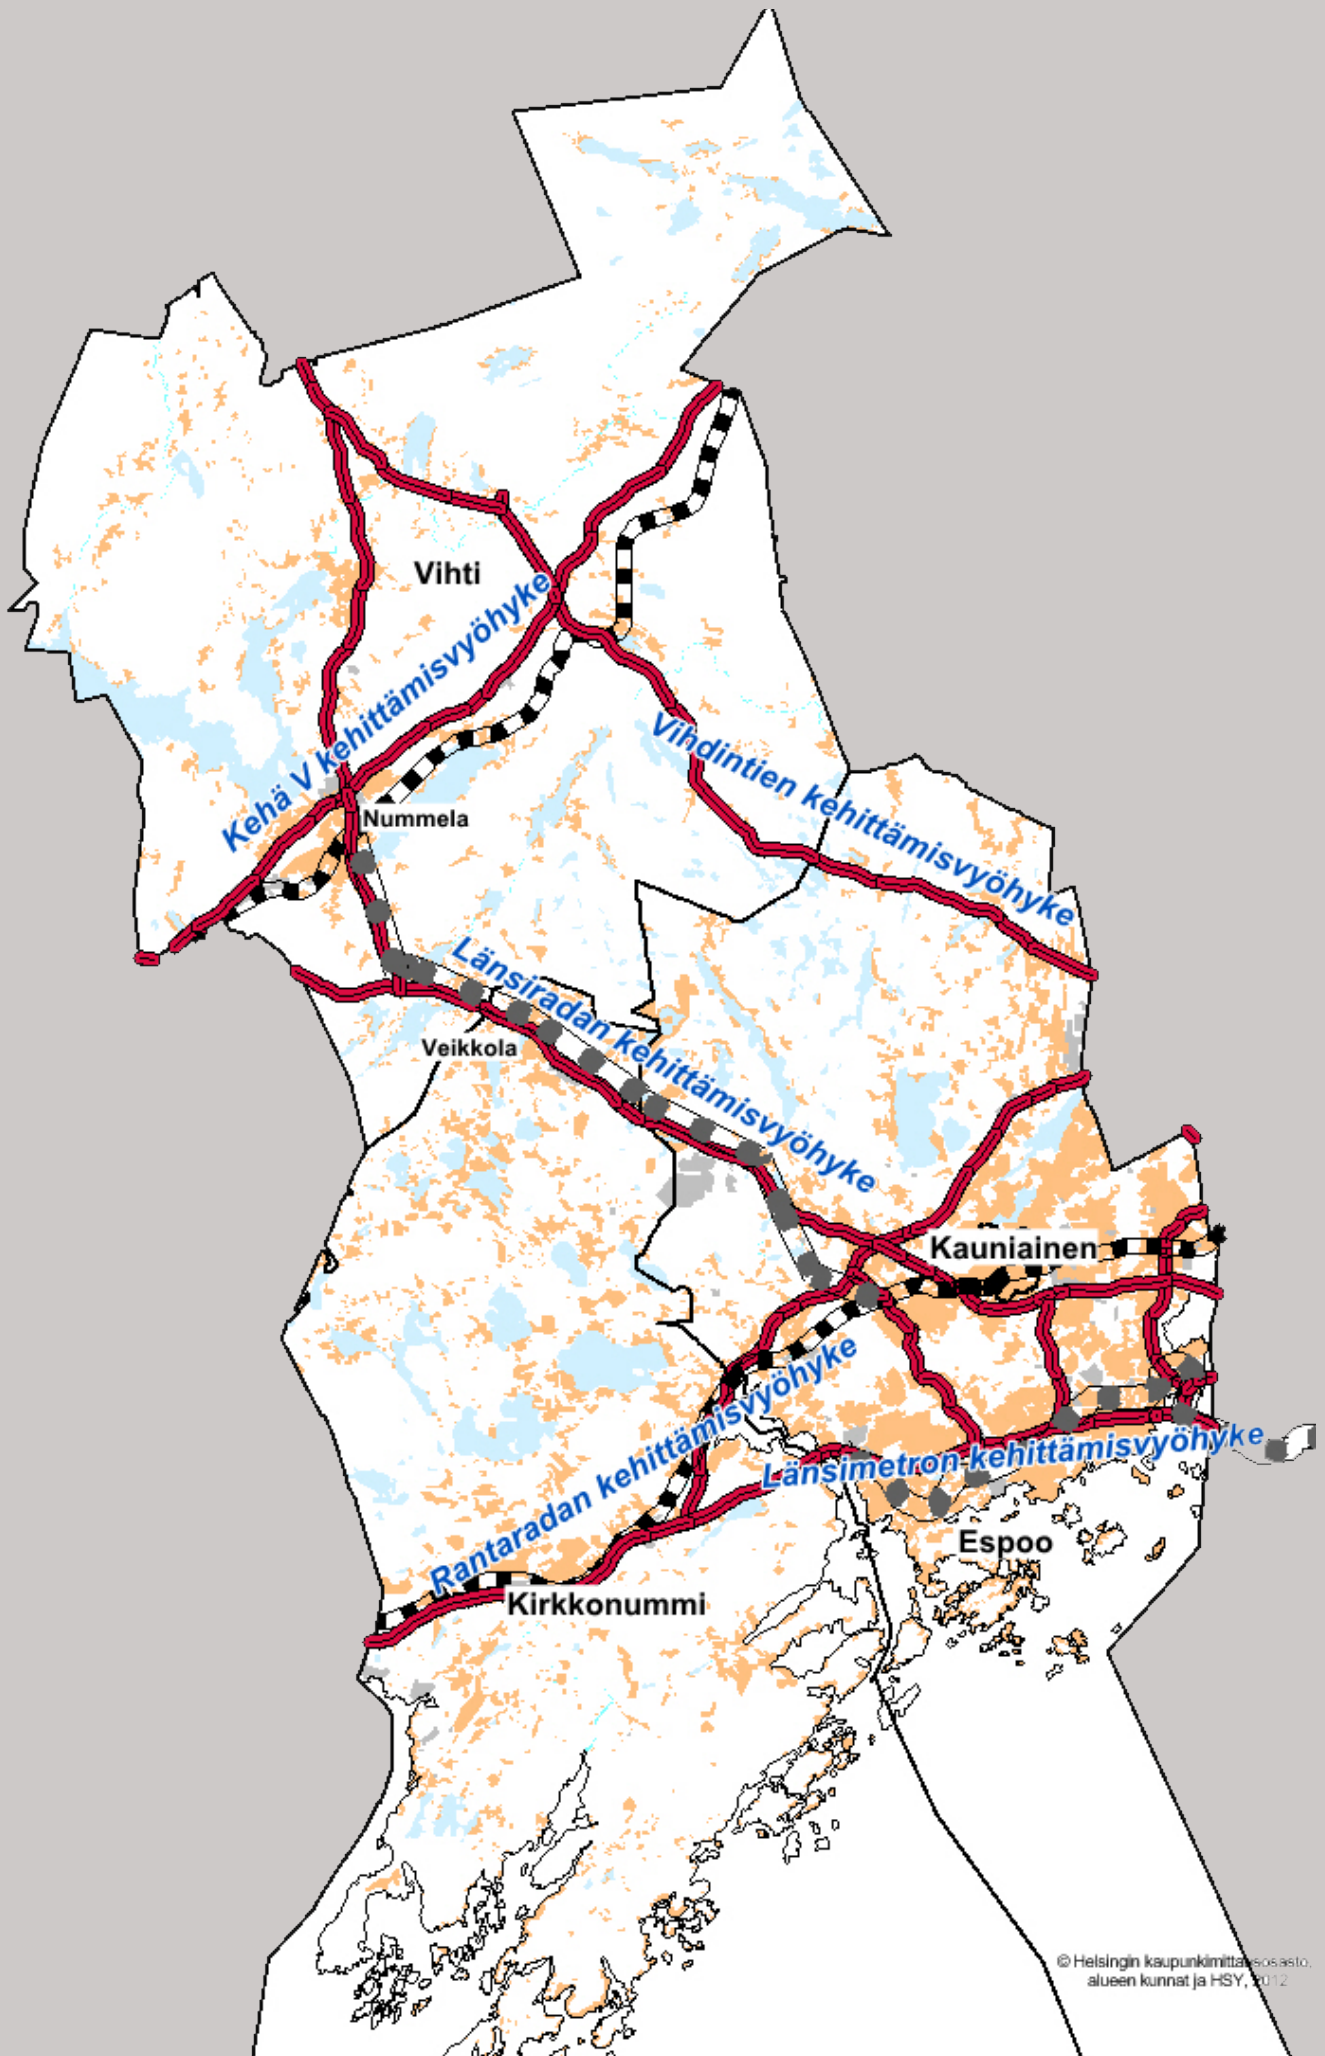 Vihti
Kehä V kehittämisvyöhyke
Vihdintien kehittämisvyöhyke
Nummela
Länsiradan kehittämisvyöhyke
Veikkola
Kauniainen
Rantaradan kehittämisvyöhyke
Länsimetron kehittämisvyöhyke
Espoo
Kirkkonummi
© Helsingin kaupunkimittausosasto,
alueen kunnat ja HSY, 2012